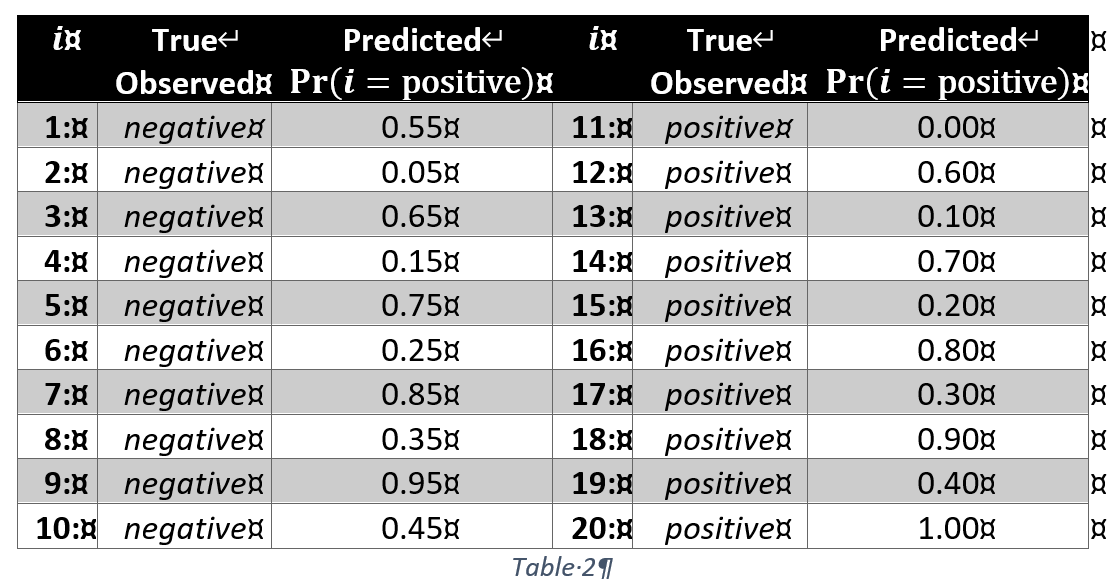 i¤ True↵ Predicted↵ i¤ True↵ Predicted↵ ¤
Observed¤ Pr(i = positive)¤ Observed¤ Pr(i = positive)¤
1:¤ negative¤ 0.55¤ 11:¤ positive¤ 0.00¤ ¤
2:¤ negative¤ 0.05¤ 12:¤ positive¤ 0.60¤ ¤
3:¤ negative¤ 0.65¤ 13:¤ positive¤ 0.10¤ ¤
4:¤ negative¤ 0.15¤ 14:¤ positive¤ 0.70¤ ¤
5:¤ negative¤ 0.75¤ 15:¤ positive¤ 0.20¤ ¤
6:¤ negative¤ 0.25¤ 16:¤ positive¤ 0.80¤ ¤
7:¤ negative¤ 0.85¤ 17:¤ positive¤ 0.30¤ ¤
8:¤ negative¤ 0.35¤ 18:¤ positive¤ 0.90¤ ¤
9:¤ negative¤ 0.95¤ 19:¤ positive¤ 0.40¤ ¤
10:¤ negative¤ 0.45¤ 20:¤ positive¤ 1.00¤ ¤
Table·2¶